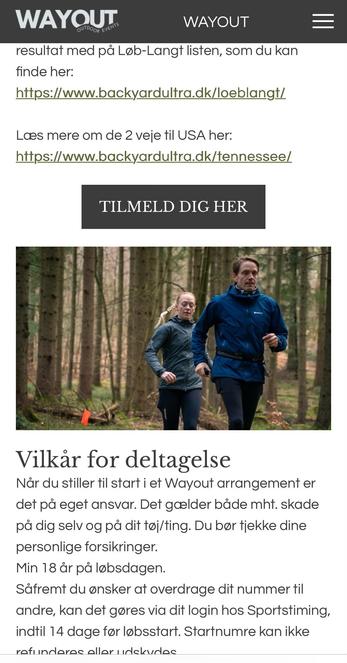 WAYOUT
OUTDOOR EVENTS
WAYOUT
resultat med på Løb-Langt listen, som du kan
finde her:
https://www.backyardultra.dk/loeblangt/
Læs mere om de 2 veje til USA her:
https://www.backyardultra.dk/tennessee/
TILMELD DIG HER
Vilkår for deltagelse
Når du stiller til start i et Wayout arrangement er
det på eget ansvar. Det gælder både mht. skade
på dig selv og på dit tøj/ting. Du bør tjekke dine
personlige forsikringer.
Min 18 år på løbsdagen.
Såfremt du ønsker at overdrage dit nummer til
andre, kan det gøres via dit login hos Sportstiming,
indtil 14 dage før løbsstart. Startnumre kan ikke
refunderes eller udskydes